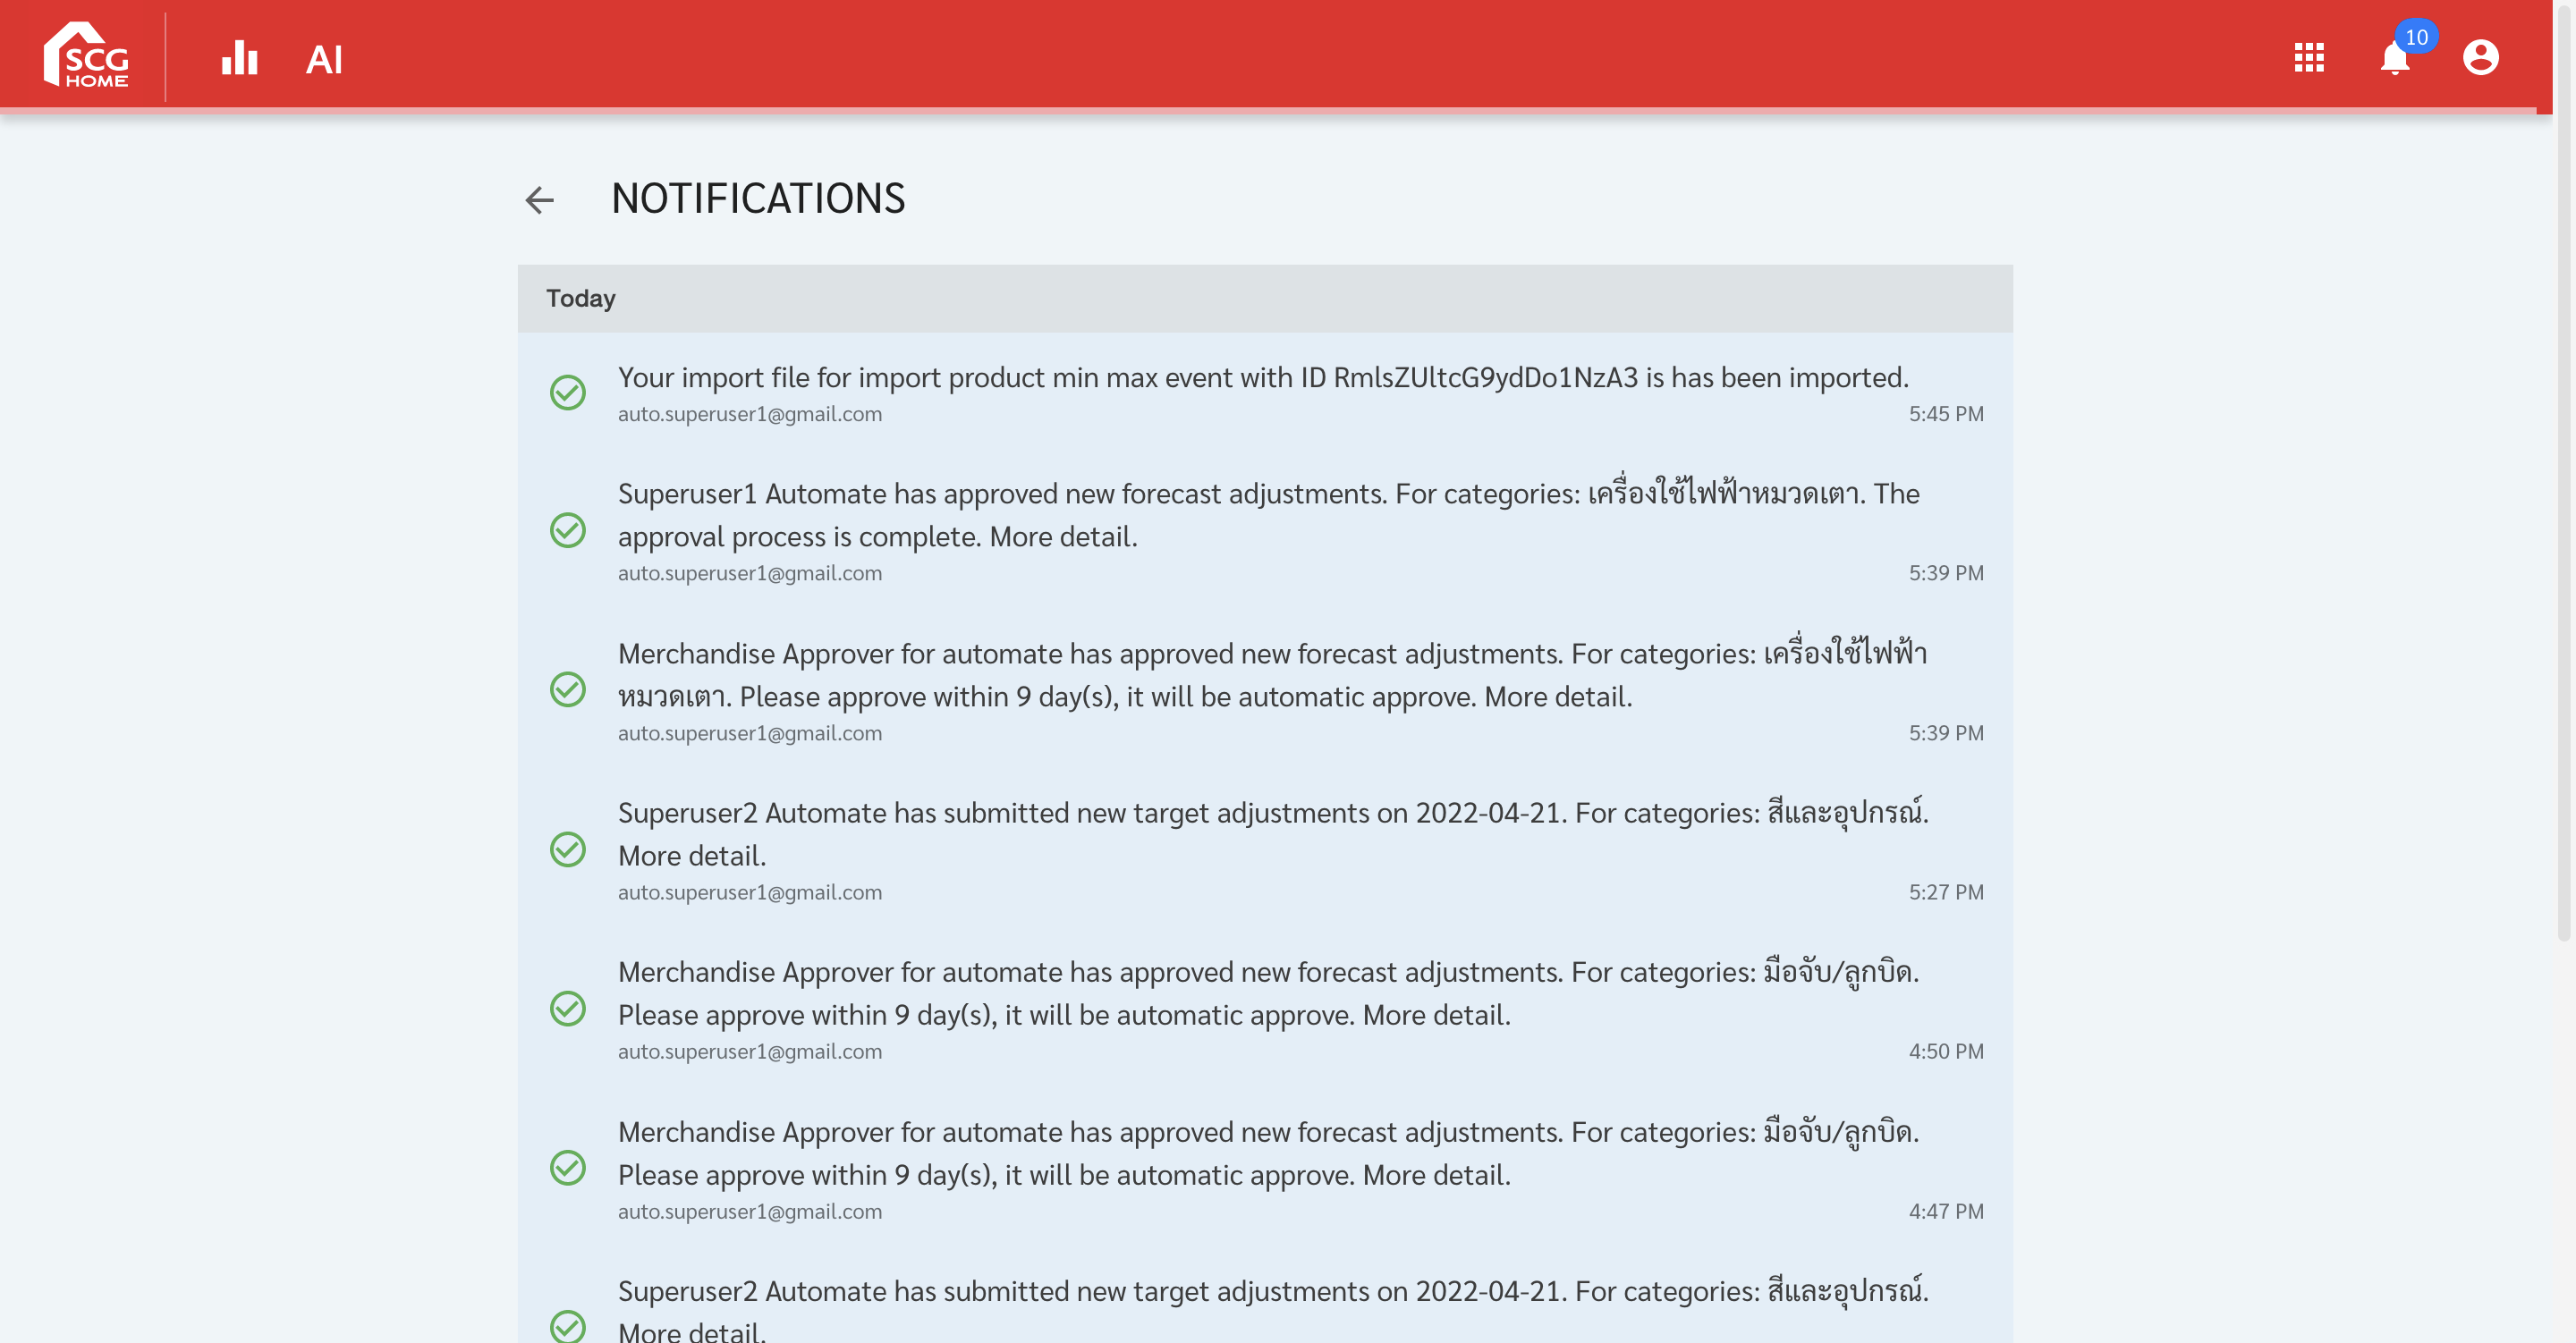 SCG
HOME
AI
10
NOTIFICATIONS
Today
Your import file for import product min max event with ID RmlsZUltcG9ydDo1NzA3 is has been imported.
auto.superuser1@gmail.com 5:45 PM
Superuser1 Automate has approved new forecast adjustments. For categories: เครื่องใช้ไฟฟ้าหมวดเตา. The
approval process is complete. More detail.
auto.superuser1@gmail.com 5:39 PM
Merchandise Approver for automate has approved new forecast adjustments. For categories: เครื่องใช้ไฟฟ้า
หมวดเตา. Please approve within 9 day(s), it will be automatic approve. More detail.
auto.superuser1@gmail.com 5:39 PM
Superuser2 Automate has submitted new target adjustments on 2022-04-21. For categories: สีและอุปกรณ์.
More detail.
auto.superuser1@gmail.com 5:27 PM
Merchandise Approver for automate has approved new forecast adjustments. For categories: มือจับ/ลูกบิด.
Please approve within 9 day(s), it will be automatic approve. More detail.
auto.superuser1@gmail.com 4:50 PM
Merchandise Approver for automate has approved new forecast adjustments. For categories: มือจับ/ลูกบิด.
Please approve within 9 day(s), it will be automatic approve. More detail.
auto.superuser1@gmail.com 4:47 PM
Superuser2 Automate has submitted new target adjustments on 2022-04-21. For categories: สีและอุปกรณ์.
More detail.